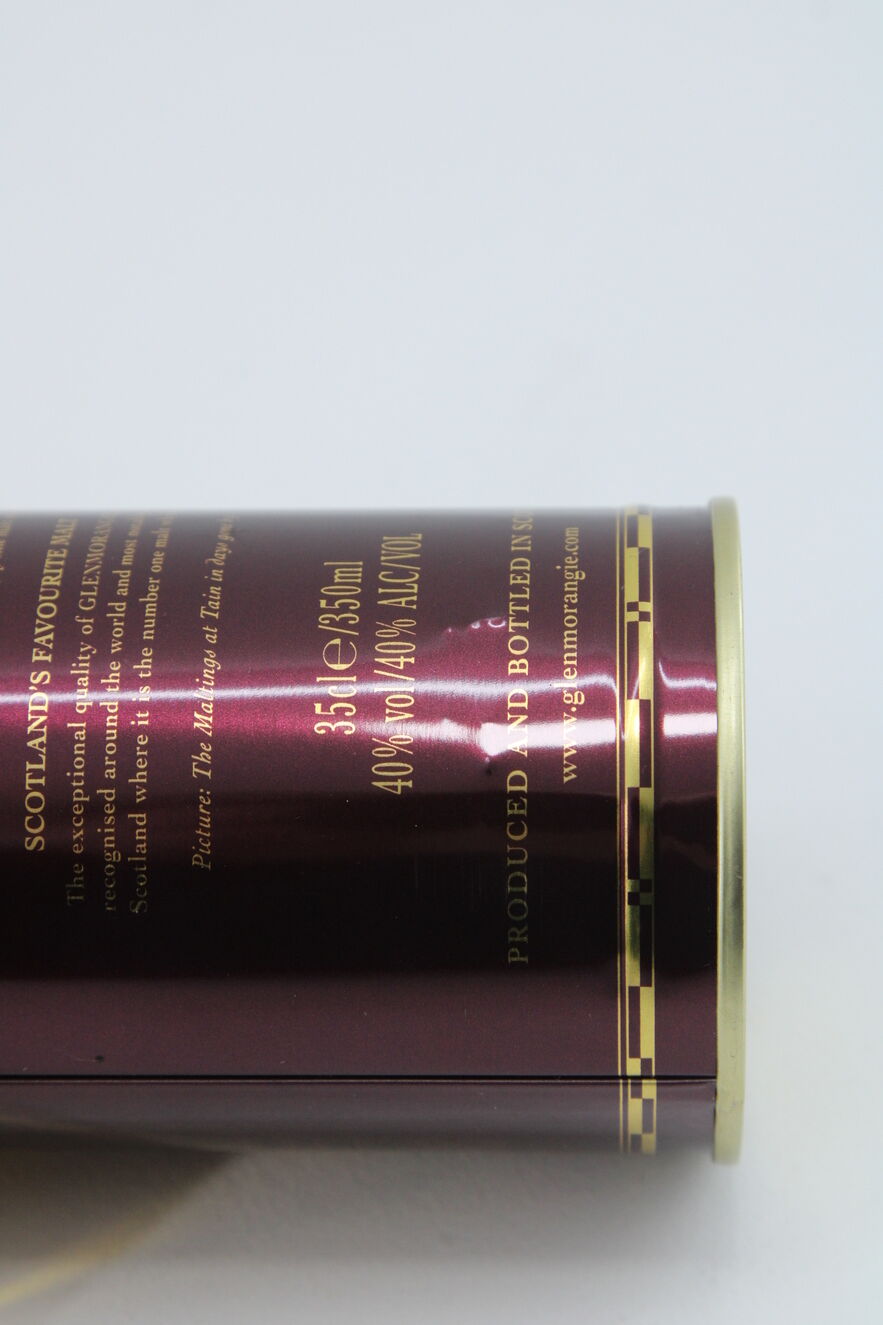 SCOTLAND'S FAVOURITE MALT
The exceptional quality of GLENMORANGIE
recognised around the world and most
Scotland where it is the number one malt
Picture: The Maltings at Tain in days gone
35cl e/350ml
40% vol/40% ALC/VOL
PRODUCED AND BOTTLED IN SC
www.glenmorangie.com